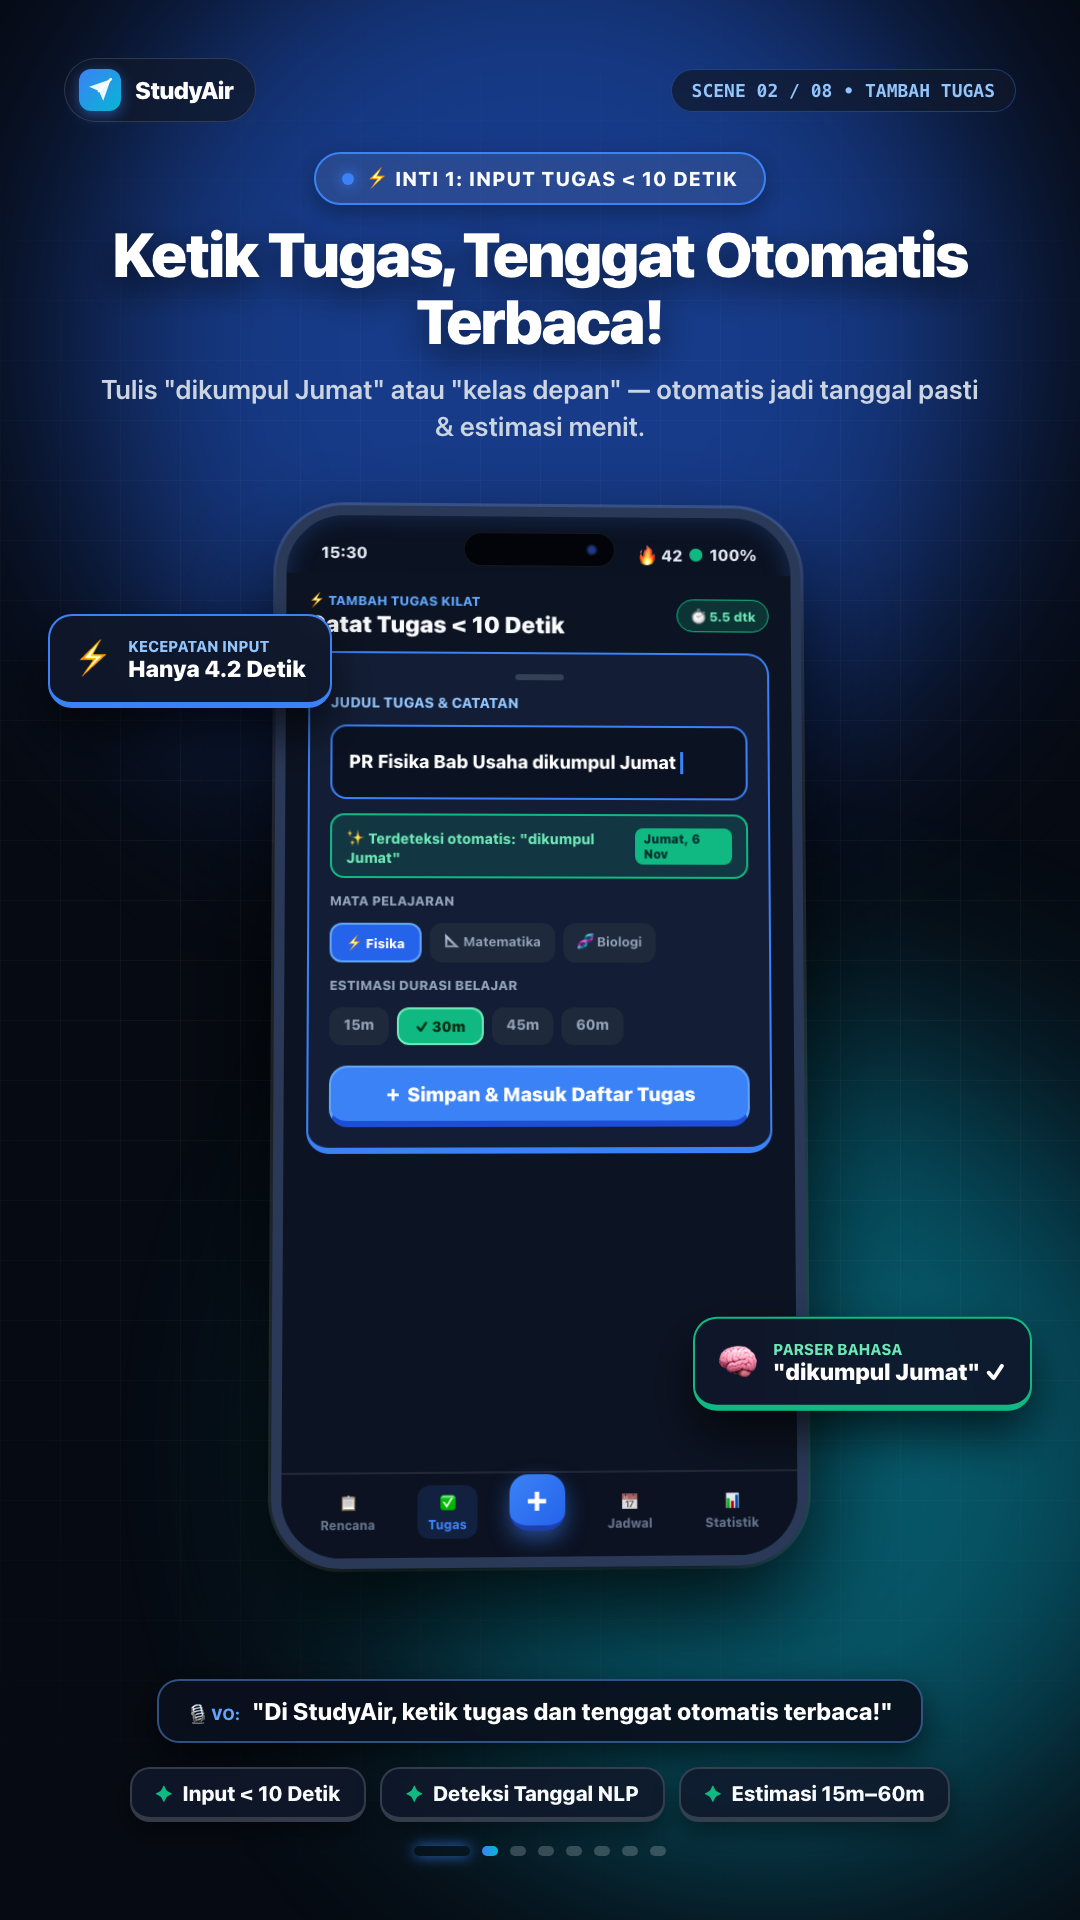 StudyAir
SCENE 02 / 08 • TAMBAH TUGAS
⚡ INTI 1: INPUT TUGAS < 10 DETIK
Ketik Tugas, Tenggat Otomatis
Terbaca!
Tulis "dikumpul Jumat" atau "kelas depan" — otomatis jadi tanggal pasti
& estimasi menit.
15:30
🔥 42 100%
⚡ TAMBAH TUGAS KILAT
atat Tugas < 10 Detik
⏱ 5.5 dtk
⚡ KECEPATAN INPUT
Hanya 4.2 Detik
JUDUL TUGAS & CATATAN
PR Fisika Bab Usaha dikumpul Jumat
✨ Terdeteksi otomatis: "dikumpul
Jumat"
Jumat, 6
Nov
MATA PELAJARAN
⚡ Fisika
📐 Matematika
🧬 Biologi
ESTIMASI DURASI BELAJAR
15m
✓ 30m
45m
60m
+ Simpan & Masuk Daftar Tugas
🧠 PARSER BAHASA
"dikumpul Jumat" ✓
📋 Rencana
✅ Tugas
+
📅 Jadwal
📊 Statistik
🎙 VO: "Di StudyAir, ketik tugas dan tenggat otomatis terbaca!"
✦ Input < 10 Detik
✦ Deteksi Tanggal NLP
✦ Estimasi 15m–60m